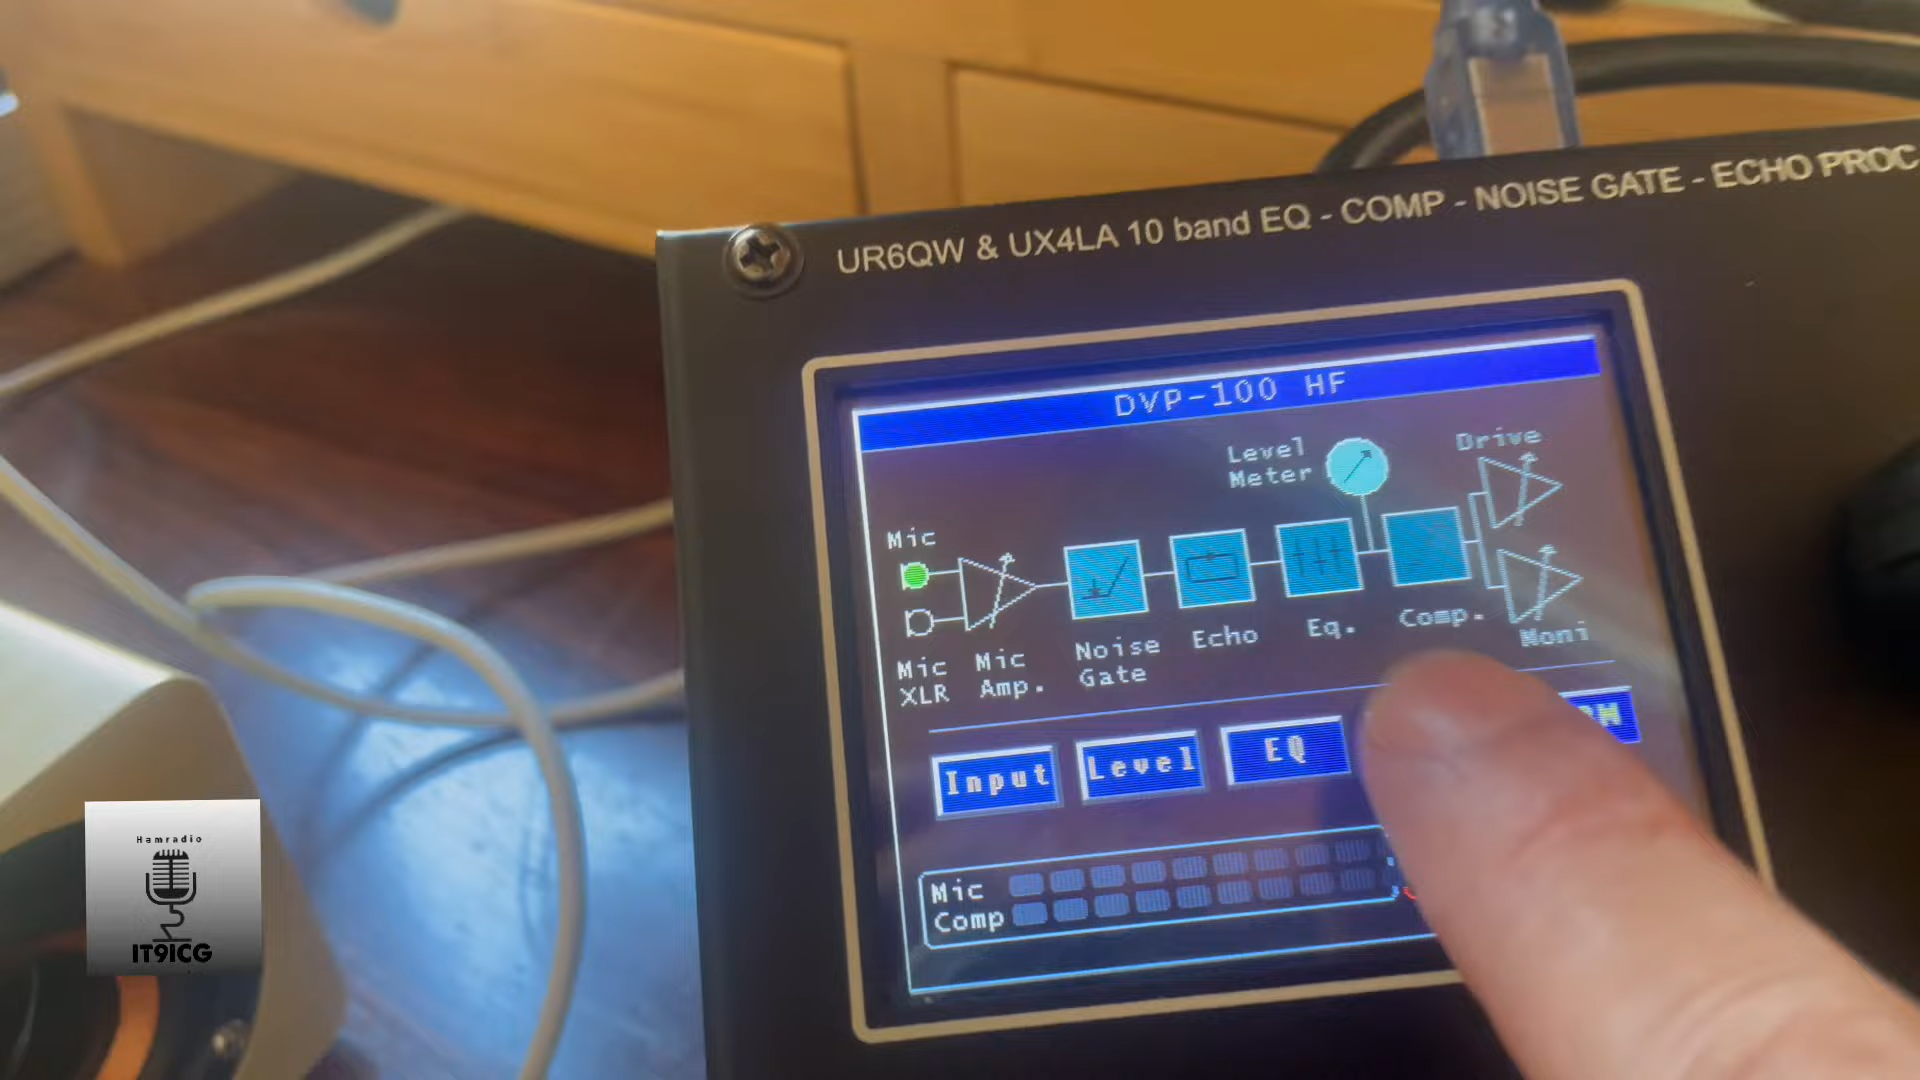 UR6QW & UX4LA 10 band EQ - COMP - NOISE GATE - ECHO PROC
DVP-100 HF
Level
Meter
Drive
Mic
Mic
XLR
Mic
Amp.
Noise
Gate
Echo
Eq.
Comp.
Moni
Input
Level
EQ
Mic
Comp
Hamradio
IT9ICG